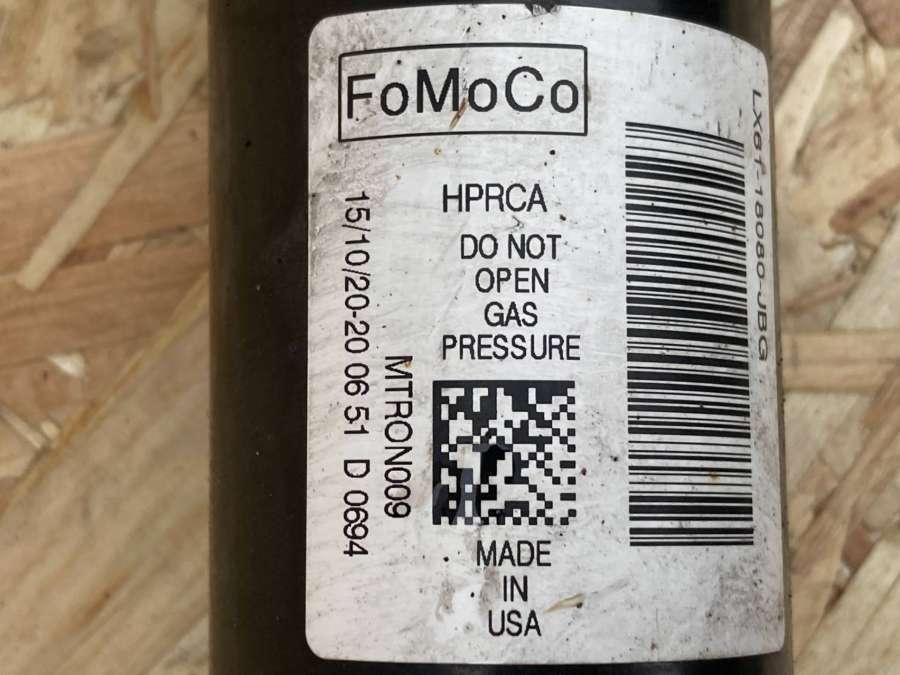 FoMoCo
HPRCA
DO NOT
OPEN
GAS
PRESSURE
MADE
IN
USA
15/10/20-20 06 51 D 0694
MTRON009
LX61-18080-JBG